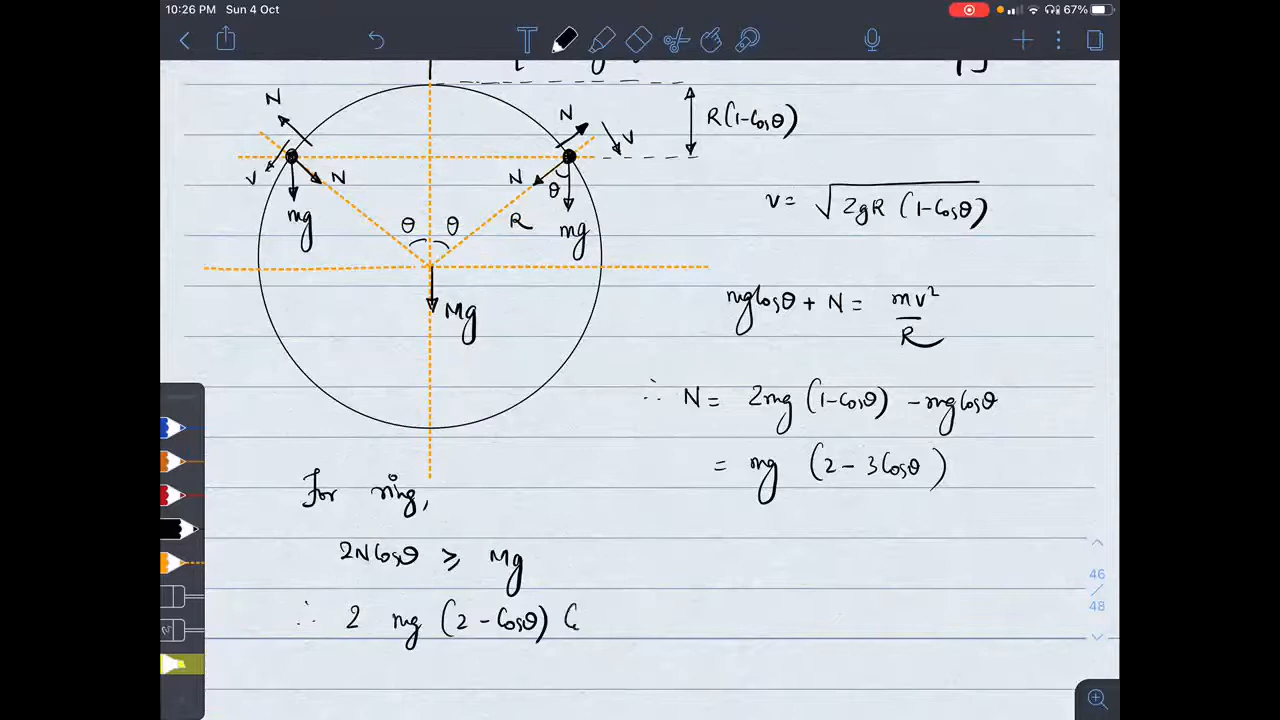 10:26 PM Sun 4 Oct
67%
T
N
N
R(1-Cosθ)
v
v
N
N
θ
mg
mg
v = √2gR (1-Cosθ)
θ
θ
R
Mg
mgCosθ + N = mv²
R
∴ N = 2mg (1-Cosθ) - mgCosθ
= mg (2 - 3Cosθ)
For ring,
2NCosθ ⩾ Mg
46
/
48
∴ 2 mg (2 - Cosθ) C